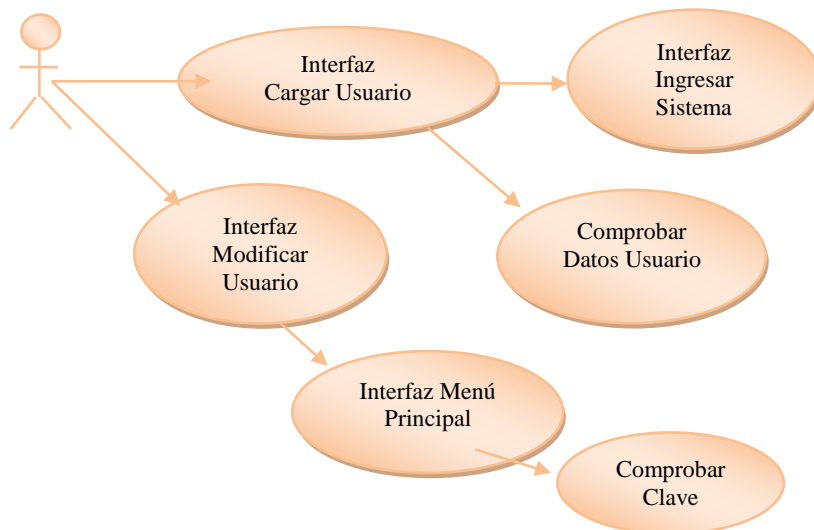 Interfaz
Cargar Usuario
Interfaz
Ingresar
Sistema
Interfaz
Modificar
Usuario
Comprobar
Datos Usuario
Interfaz Menú
Principal
Comprobar
Clave